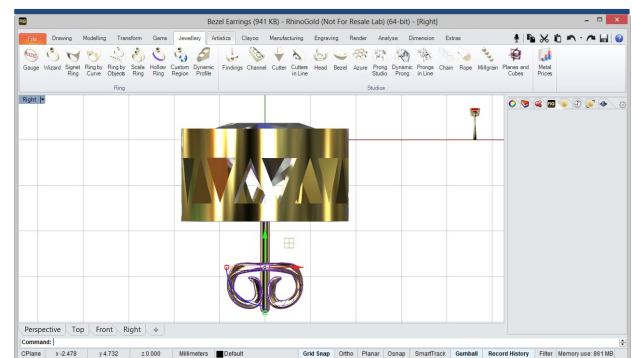 Bezel Earrings (941 KB) - RhinoGold (Not For Resale Lab) (64-bit) - [Right]
File Drawing Modelling Transform Gems Jewellery Artistics Clayoo Manufacturing Engraving Render Analyse Dimension Extras
Gauge Wizard Signet Ring Ring by Curve Ring by Objects Scale Ring Hollow Ring Custom Region Dynamic Profile Findings Channel Cutter Cutters in Line Head Bezel Azure Prong Studio Dynamic Prong Prongs in Line Chain Rope Millgrain Planes and Cubes Metal Prices
Ring Studios
Right
Perspective Top Front Right
Command:
CPlane x -2.478 y 4.732 z 0.000 Millimeters Default Grid Snap Ortho Planar Osnap SmartTrack Gumball Record History Filter Memory use: 861 MB